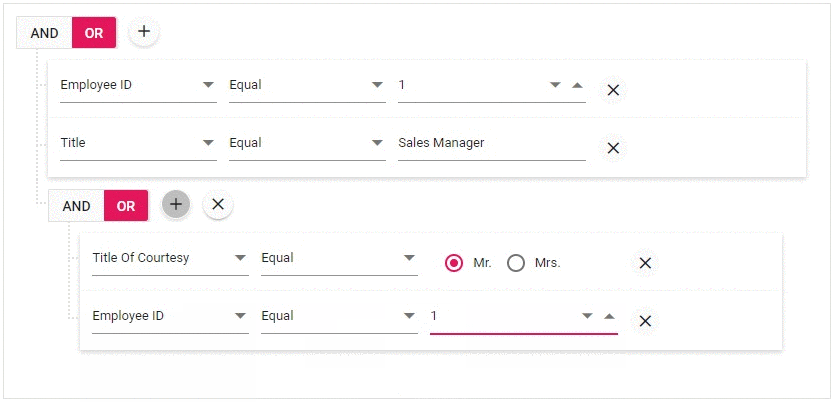 AND OR
Employee ID Equal 1
Title Equal Sales Manager
AND OR
Title Of Courtesy Equal Mr. Mrs.
Employee ID Equal 1